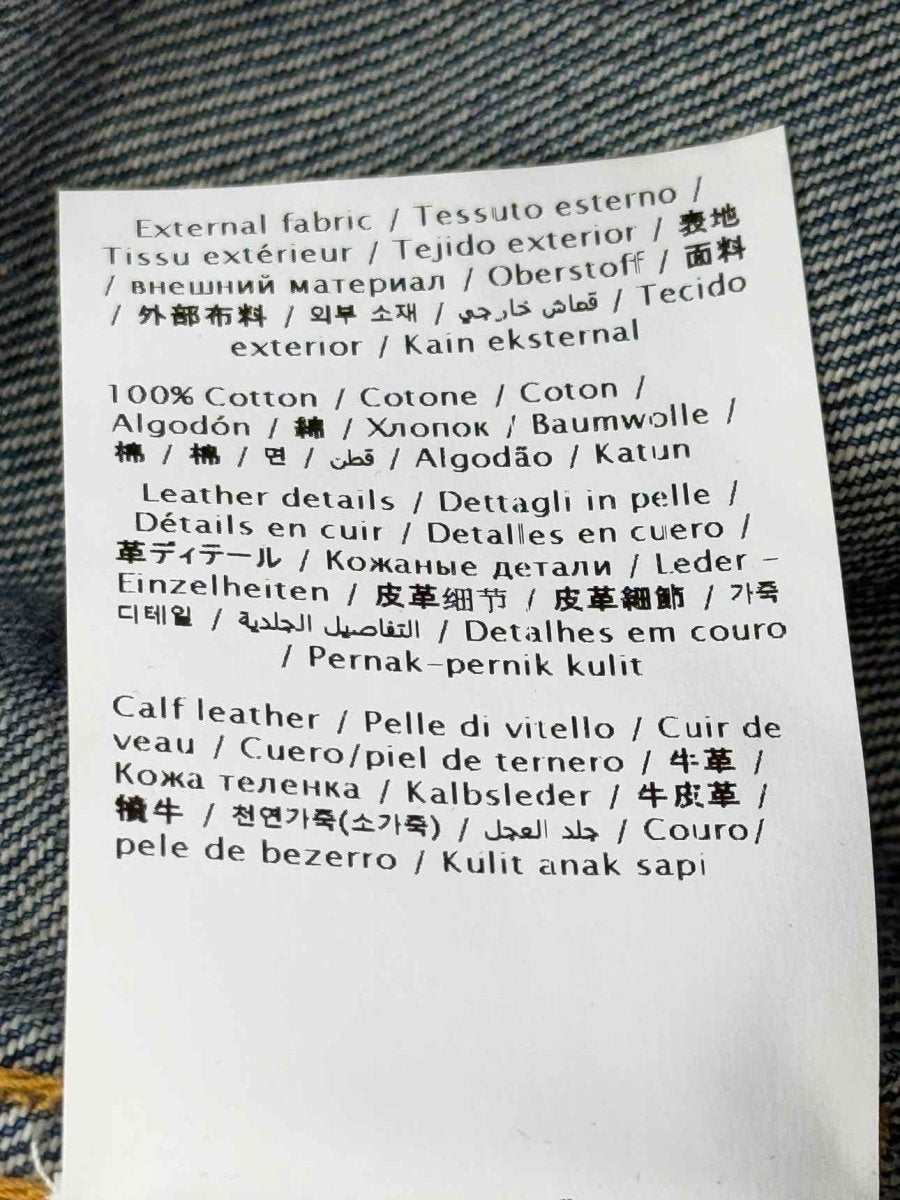 External fabric / Tessuto esterno /
Tissu extérieur / Tejido exterior / 表地
/ внешний материал / Oberstoff / 面料
/ 外部布料 / 외부 소재 / قماش خارجي / Tecido
exterior / Kain eksternal
100% Cotton / Cotone / Coton /
Algodón / 綿 / Хлопок / Baumwolle /
棉 / 棉 / 면 / قطن / Algodão / Katun
Leather details / Dettagli in pelle /
Détails en cuir / Detalles en cuero /
革ディテール / Кожаные детали / Leder -
Einzelheiten / 皮革细节 / 皮革細節 / 가죽
디테일 / التفاصيل الجلدية / Detalhes em couro
/ Pernak-pernik kulit
Calf leather / Pelle di vitello / Cuir de
veau / Cuero/piel de ternero / 牛革 /
Кожа теленка / Kalbsleder / 牛皮革 /
犢牛 / 천연가죽(소가죽) / جلد العجل / Couro/
pele de bezerro / Kulit anak sapi